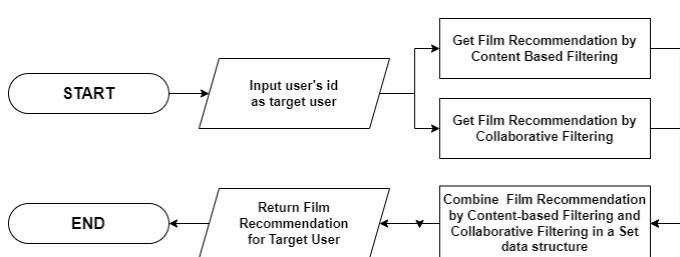 START
Input user's id
as target user
Get Film Recommendation by
Content Based Filtering
Get Film Recommendation by
Collaborative Filtering
Combine Film Recommendation
by Content-based Filtering and
Collaborative Filtering in a Set
data structure
Return Film
Recommendation
for Target User
END